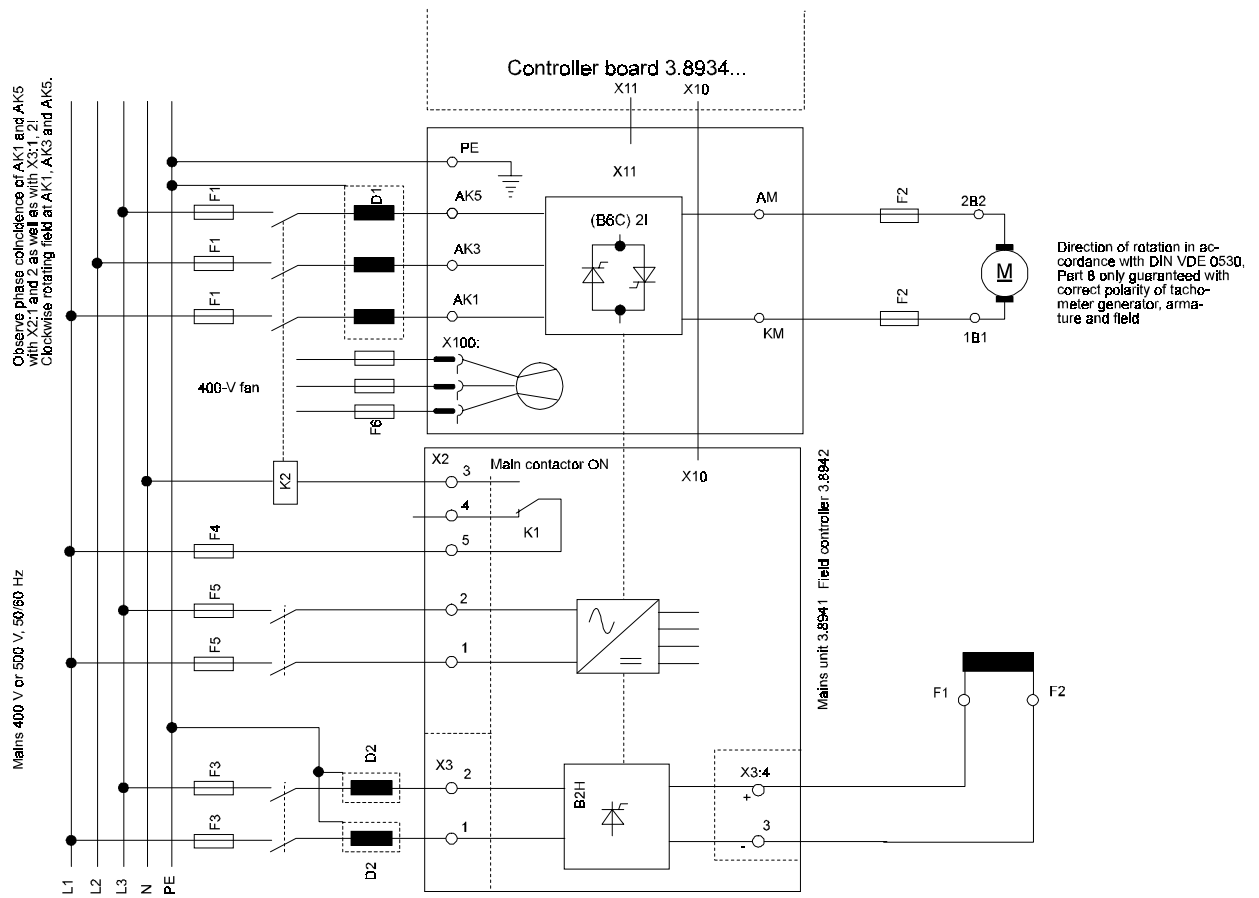 Controller board 3.8934...
X11
X10
Observe phase coincidence of AK1 and AK5
with X2:1 and 2 as well as with X3:1, 2!
Clockwise rotating field at AK1, AK3 and AK5.
PE
X11
F1
D1
AK5
(B6C) 2I
AM
F2
2B2
F1
AK3
M
Direction of rotation in ac-
cordance with DIN VDE 0530,
Part 8 only guaranteed with
correct polarity of tacho-
meter generator, arma-
ture and field
F1
AK1
F2
KM
1B1
X100:
400-V fan
F6
X2
Main contactor ON
X10
K2
3
4
K1
F4
5
Mains unit 3.8941 Field controller 3.8942
Mains 400 V or 500 V, 50/60 Hz
F5
2
F5
1
F1
F2
D2
F3
X3
2
B2H
X3:4
+
F3
1
3
-
D2
L1
L2
L3
N
PE